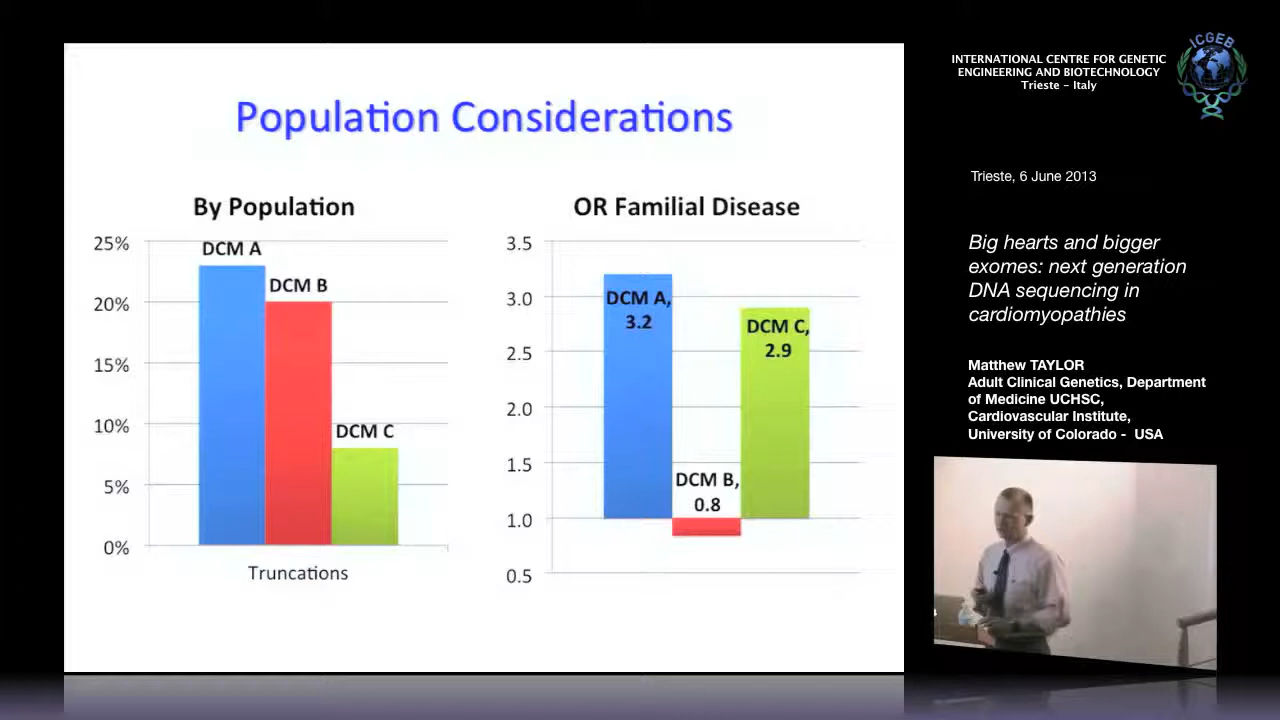 Population Considerations
By Population
25%
20%
15%
10%
5%
0%
DCM A
DCM B
DCM C
Truncations
OR Familial Disease
3.5
3.0
2.5
2.0
1.5
1.0
0.5
DCM A,
3.2
DCM B,
0.8
DCM C,
2.9
ICGEB
INTERNATIONAL CENTRE FOR GENETIC
ENGINEERING AND BIOTECHNOLOGY
Trieste - Italy
Trieste, 6 June 2013
Big hearts and bigger
exomes: next generation
DNA sequencing in
cardiomyopathies
Matthew TAYLOR
Adult Clinical Genetics, Department
of Medicine UCHSC,
Cardiovascular Institute,
University of Colorado - USA